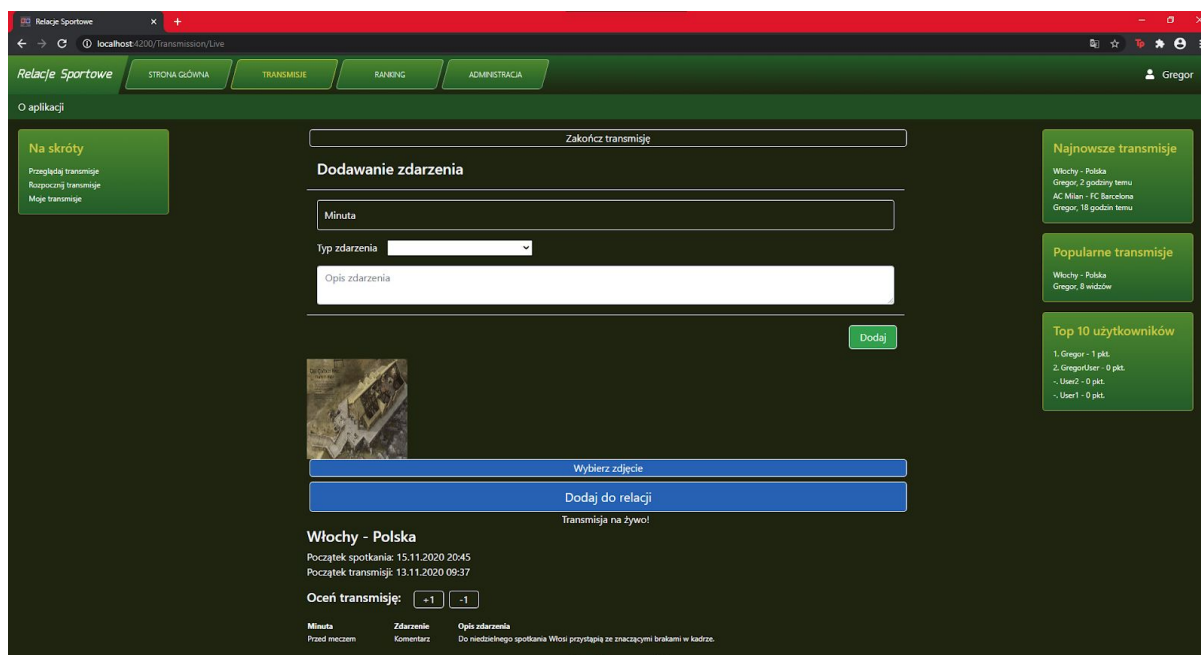 Relacje Sportowe
localhost:4200/Transmission/Live
Relacje Sportowe
STRONA GŁÓWNA
TRANSMISJE
RANKING
ADMINISTRACJA
Gregor
O aplikacji
Na skróty
Przeglądaj transmisje
Rozpocznij transmisje
Moje transmisje
Zakończ transmisję
Dodawanie zdarzenia
Minuta
Typ zdarzenia
Opis zdarzenia
Dodaj
Wybierz zdjęcie
Dodaj do relacji
Transmisja na żywo!
Włochy - Polska
Początek spotkania: 15.11.2020 20:45
Początek transmisji: 13.11.2020 09:37
Oceń transmisję: +1 -1
Minuta Zdarzenie Opis zdarzenia
Przed meczem Komentarz Do niedzielnego spotkania Włosi przystąpią ze znaczącymi brakami w kadrze.
Najnowsze transmisje
Włochy - Polska
Gregor, 2 godziny temu
AC Milan - FC Barcelona
Gregor, 18 godzin temu
Popularne transmisje
Włochy - Polska
Gregor, 8 widzów
Top 10 użytkowników
1. Gregor - 1 pkt.
2. GregorUser - 0 pkt.
-. User2 - 0 pkt.
-. User1 - 0 pkt.